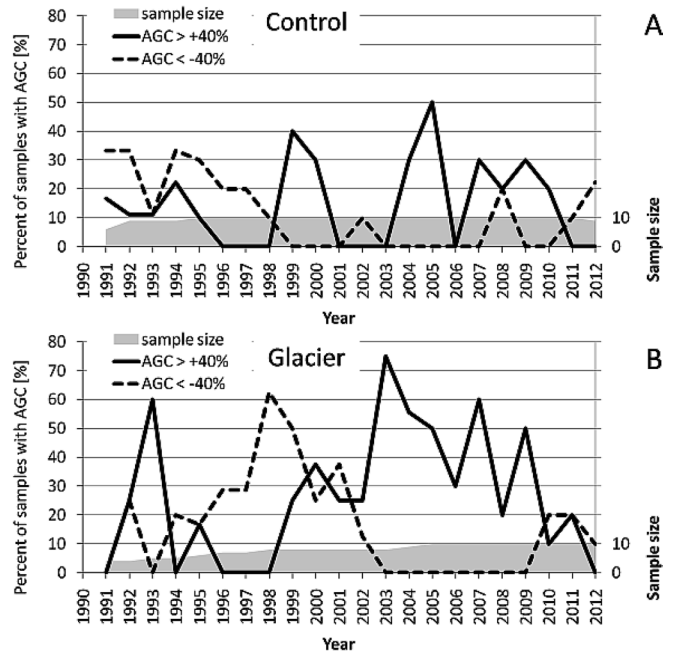 80
70
60
50
40
30
20
10
0
Percent of samples with AGC [%]
sample size
AGC > +40%
AGC < -40%
Control
A
10
0
Sample size
1990 1991 1992 1993 1994 1995 1996 1997 1998 1999 2000 2001 2002 2003 2004 2005 2006 2007 2008 2009 2010 2011 2012
Year
80
70
60
50
40
30
20
10
0
Percent of samples with AGC [%]
sample size
AGC > +40%
AGC < -40%
Glacier
B
10
0
Sample size
1990 1991 1992 1993 1994 1995 1996 1997 1998 1999 2000 2001 2002 2003 2004 2005 2006 2007 2008 2009 2010 2011 2012
Year